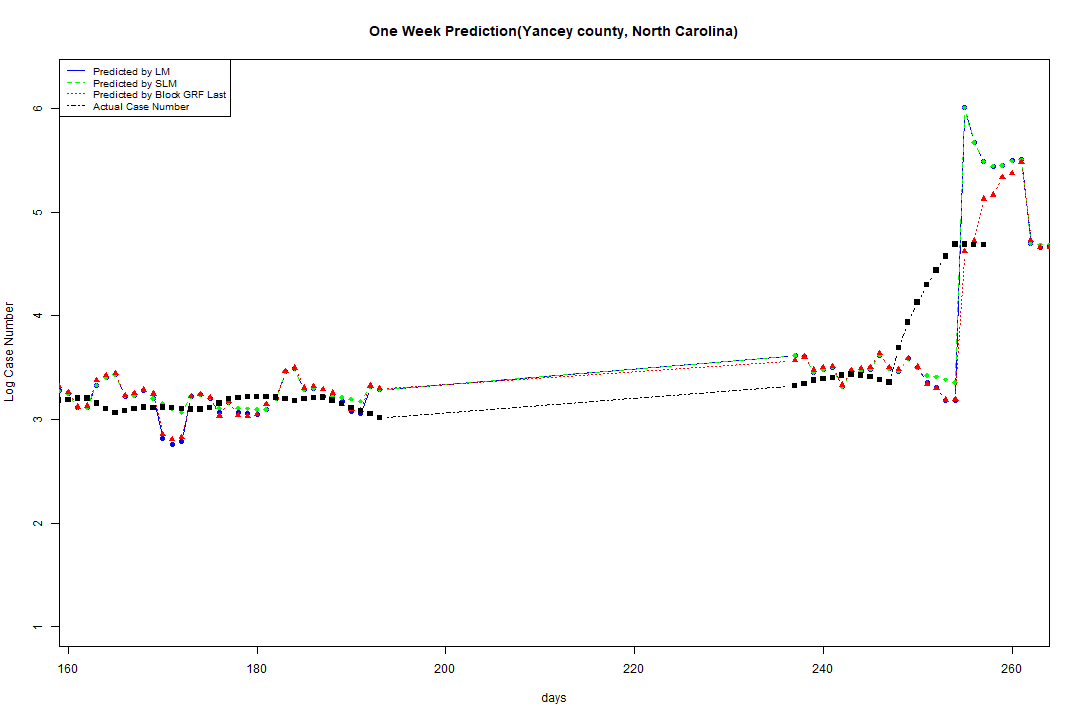 One Week Prediction(Yancey county, North Carolina)
Predicted by LM
Predicted by SLM
Predicted by Block GRF Last
Actual Case Number
6
5
4
3
2
1
Log Case Number
160 180 200 220 240 260
days